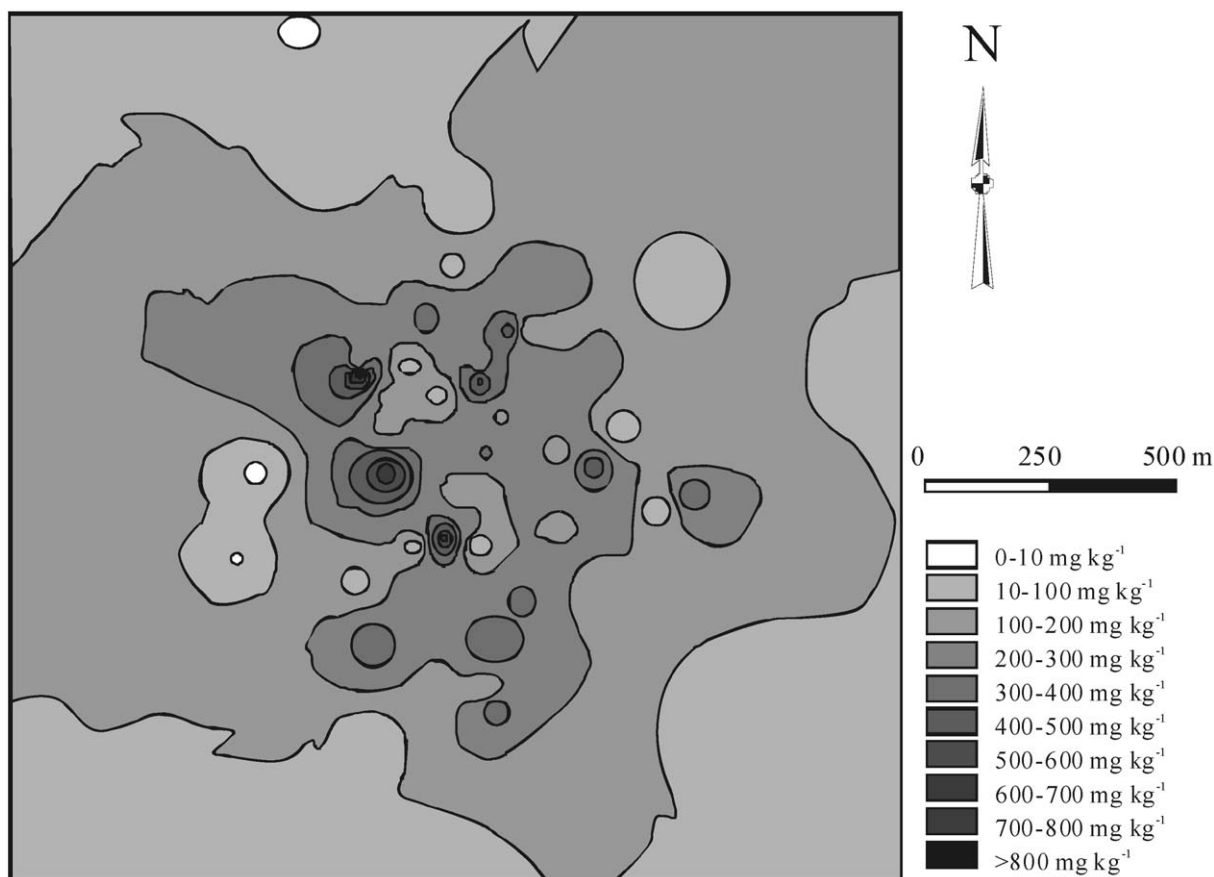 N
0 250 500 m
0-10 mg kg⁻¹
10-100 mg kg⁻¹
100-200 mg kg⁻¹
200-300 mg kg⁻¹
300-400 mg kg⁻¹
400-500 mg kg⁻¹
500-600 mg kg⁻¹
600-700 mg kg⁻¹
700-800 mg kg⁻¹
>800 mg kg⁻¹